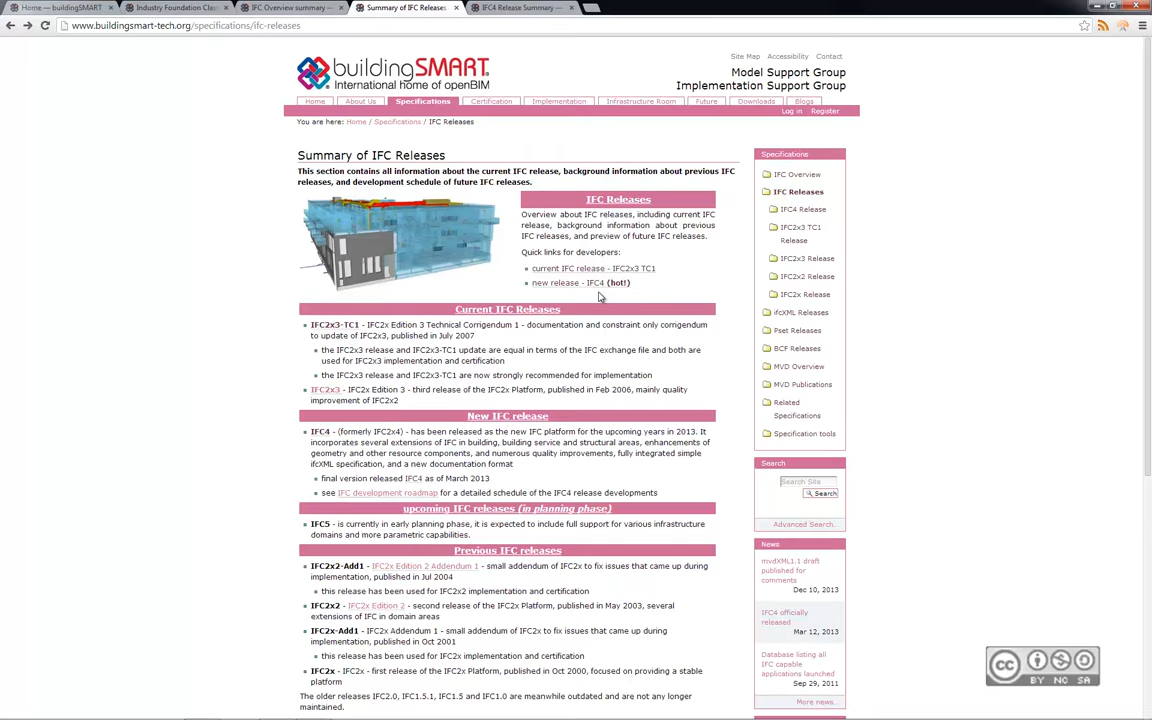 Home — buildingSMART
Industry Foundation Clas
IFC Overview summary —
Summary of IFC Releases
IFC4 Release Summary —
www.buildingsmart-tech.org/specifications/ifc-releases
buildingSMART
International home of openBIM
Site Map Accessibility Contact
Model Support Group
Implementation Support Group
Home About Us Specifications Certification Implementation Infrastructure Room Future Downloads Blogs
Log in Register
You are here: Home / Specifications / IFC Releases
Summary of IFC Releases
This section contains all information about the current IFC release, background information about previous IFC
releases, and development schedule of future IFC releases.
IFC Releases
Overview about IFC releases, including current IFC
release, background information about previous
IFC releases, and preview of future IFC releases.
Quick links for developers:
current IFC release - IFC2x3 TC1
new release - IFC4 (hot!)
Current IFC Releases
IFC2x3-TC1 - IFC2x Edition 3 Technical Corrigendum 1 - documentation and constraint only corrigendum
to update of IFC2x3, published in July 2007
the IFC2x3 release and IFC2x3-TC1 update are equal in terms of the IFC exchange file and both are
used for IFC2x3 implementation and certification
the IFC2x3 release and IFC2x3-TC1 are now strongly recommended for implementation
IFC2x3 - IFC2x Edition 3 - third release of the IFC2x Platform, published in Feb 2006, mainly quality
improvement of IFC2x2
New IFC release
IFC4 - (formerly IFC2x4) - has been released as the new IFC platform for the upcoming years in 2013. It
incorporates several extensions of IFC in building, building service and structural areas, enhancements of
geometry and other resource components, and numerous quality improvements, fully integrated simple
ifcXML specification, and a new documentation format
final version released IFC4 as of March 2013
see IFC development roadmap for a detailed schedule of the IFC4 release developments
upcoming IFC releases (in planning phase)
IFC5 - is currently in early planning phase, it is expected to include full support for various infrastructure
domains and more parametric capabilities.
Previous IFC releases
IFC2x2-Add1 - IFC2x Edition 2 Addendum 1 - small addendum of IFC2x to fix issues that came up during
implementation, published in Jul 2004
this release has been used for IFC2x2 implementation and certification
IFC2x2 - IFC2x Edition 2 - second release of the IFC2x Platform, published in May 2003, several
extensions of IFC in domain areas
IFC2x-Add1 - IFC2x Addendum 1 - small addendum of IFC2x to fix issues that came up during
implementation, published in Oct 2001
this release has been used for IFC2x implementation and certification
IFC2x - IFC2x - first release of the IFC2x Platform, published in Oct 2000, focused on providing a stable
platform
The older releases IFC2.0, IFC1.5.1, IFC1.5 and IFC1.0 are meanwhile outdated and are not any longer
maintained.
Specifications
IFC Overview
IFC Releases
IFC4 Release
IFC2x3 TC1
Release
IFC2x3 Release
IFC2x2 Release
IFC2x Release
ifcXML Releases
Pset Releases
BCF Releases
MVD Overview
MVD Publications
Related
Specifications
Specification tools
Search
Search Site
Search
Advanced Search...
News
mvdXML1.1 draft
published for
comments
Dec 10, 2013
IFC4 officially
released
Mar 12, 2013
Database listing all
IFC capable
applications launched
Sep 29, 2011
More news...
cc
BY NC SA